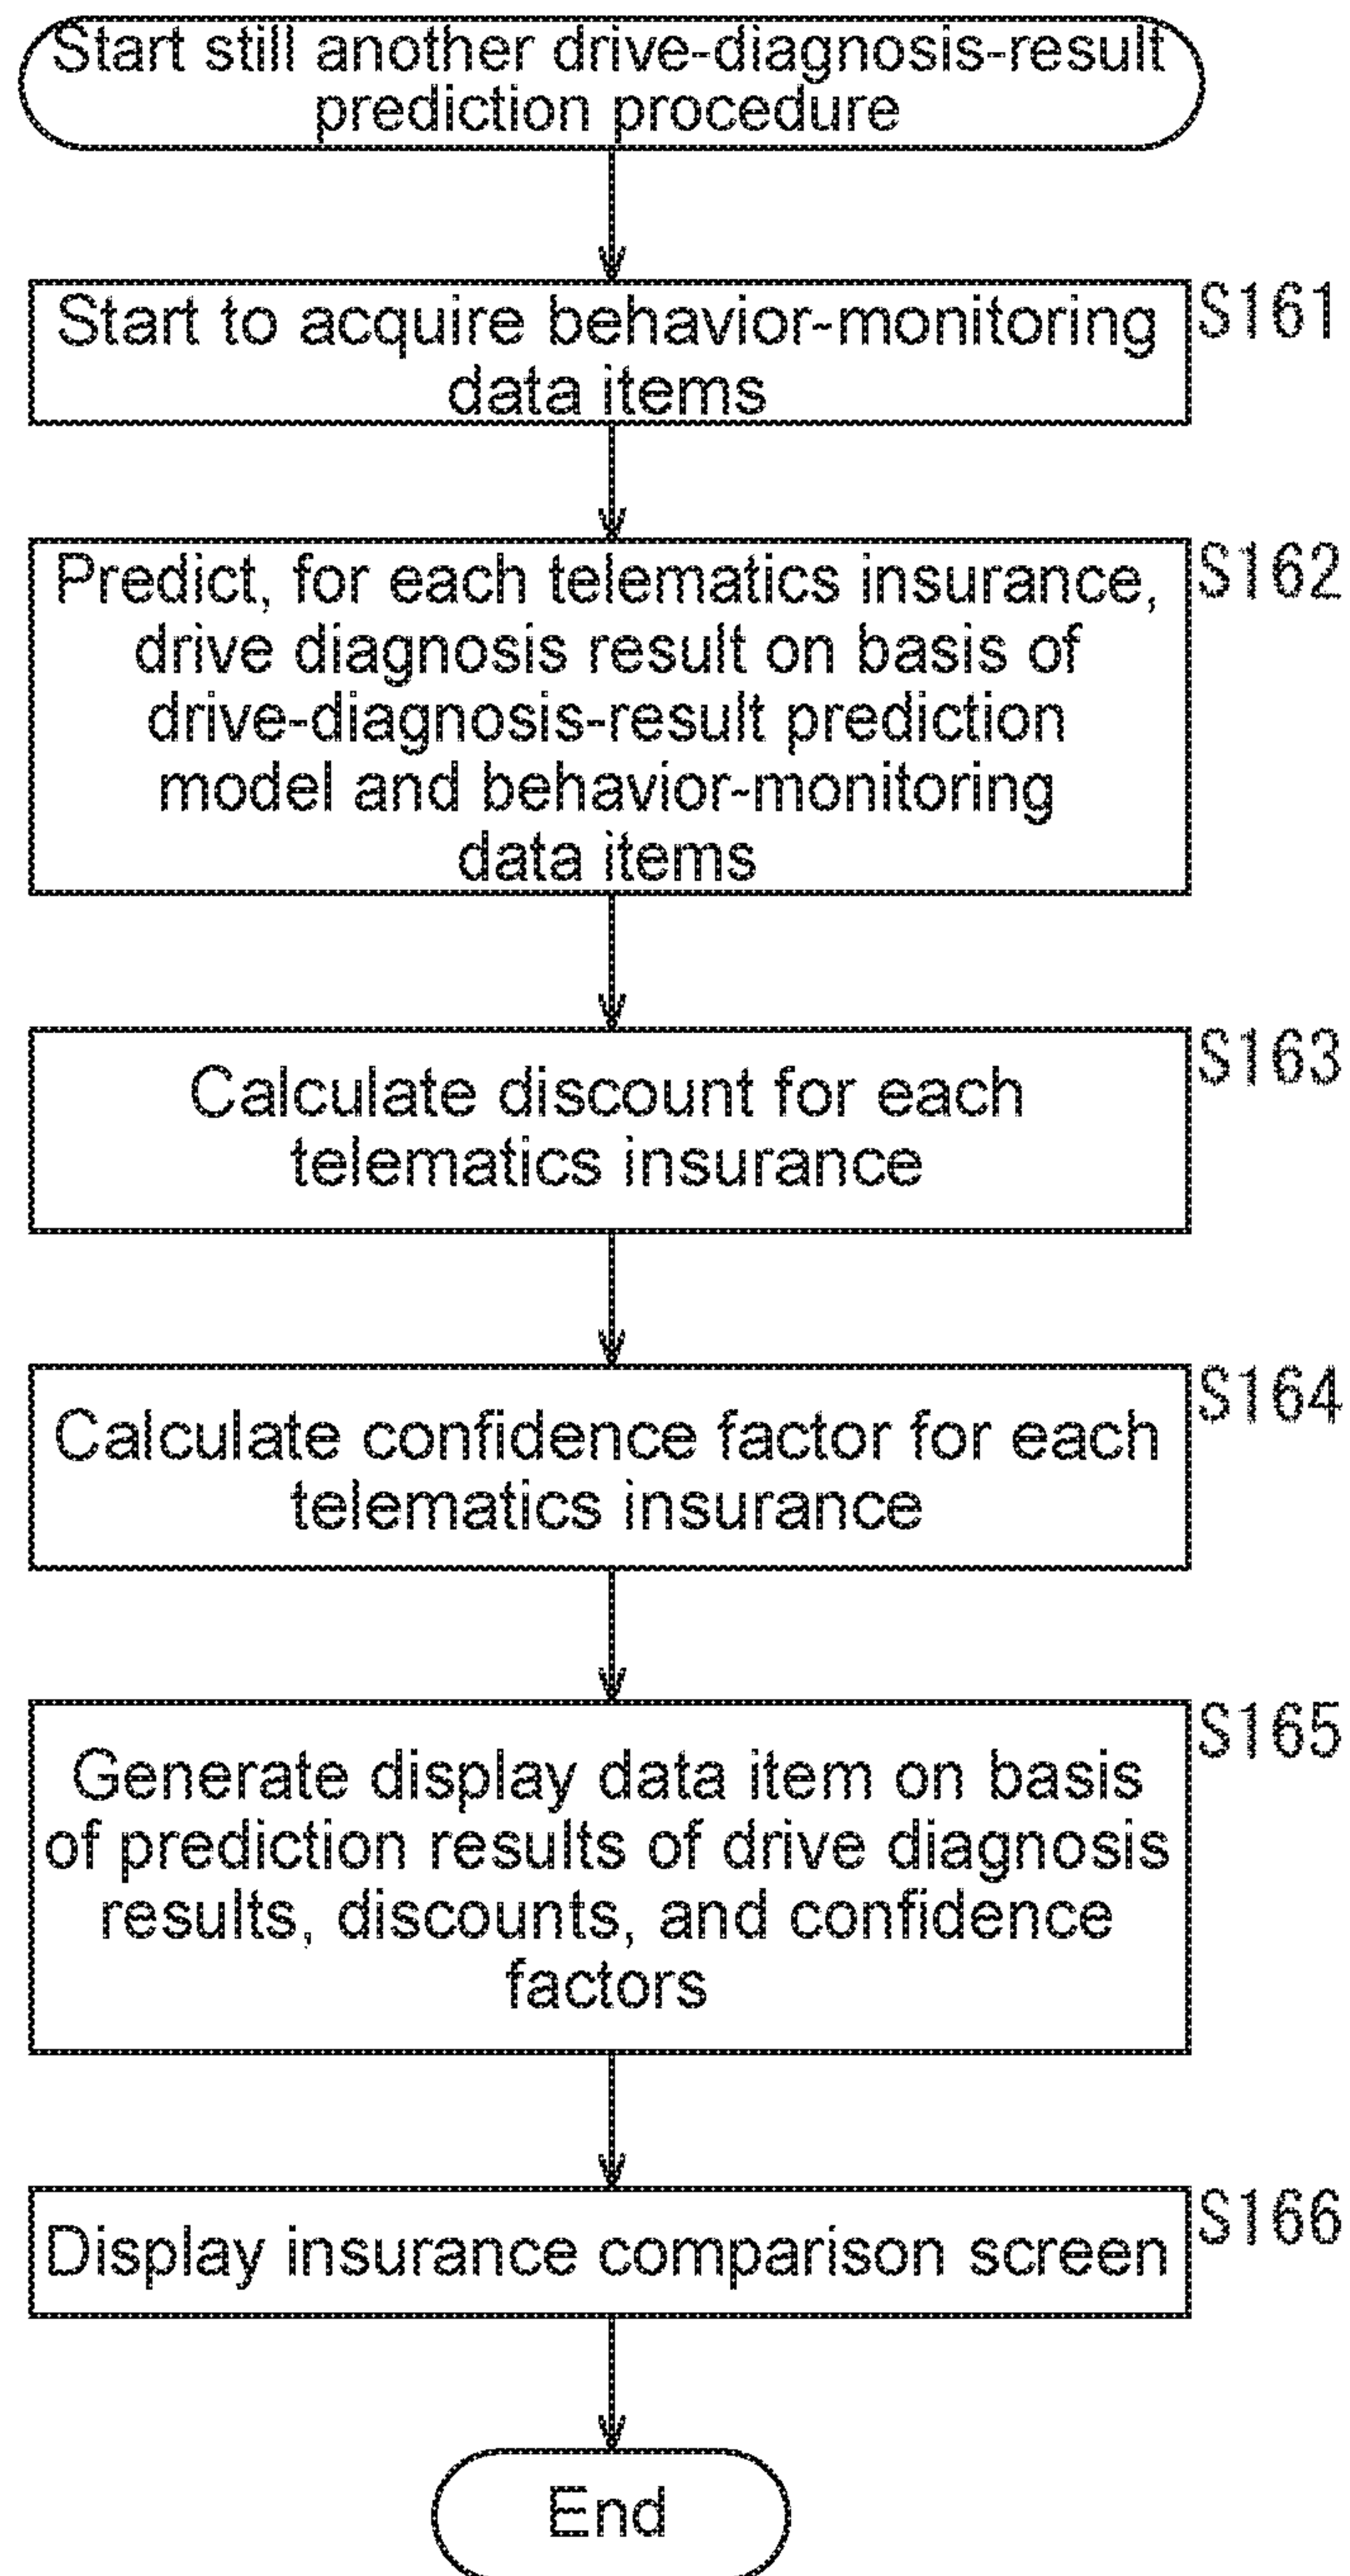 Start still another drive-diagnosis-result
prediction procedure
Start to acquire behavior-monitoring
data items
S161
Predict, for each telematics insurance,
drive diagnosis result on basis of
drive-diagnosis-result prediction
model and behavior-monitoring
data items
S162
Calculate discount for each
telematics insurance
S163
Calculate confidence factor for each
telematics insurance
S164
Generate display data item on basis
of prediction results of drive diagnosis
results, discounts, and confidence
factors
S165
Display insurance comparison screen
S166
End